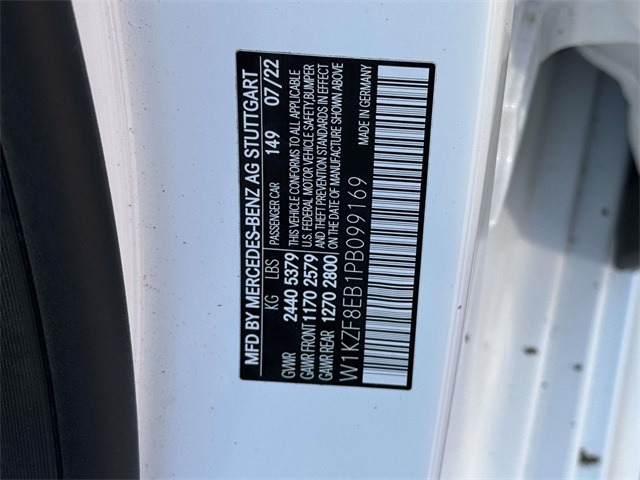 MFD BY MERCEDES-BENZ AG STUTTGART
KG LBS PASSENGER CAR 149 07/22
GVWR 2440 5379 THIS VEHICLE CONFORMS TO ALL APPLICABLE
GAWR FRONT 1170 2579 U.S. FEDERAL MOTOR VEHICLE SAFETY, BUMPER
AND THEFT PREVENTION STANDARDS IN EFFECT
GAWR REAR 1270 2800 ON THE DATE OF MANUFACTURE SHOWN ABOVE
W1KZF8EB1PB099169
MADE IN GERMANY